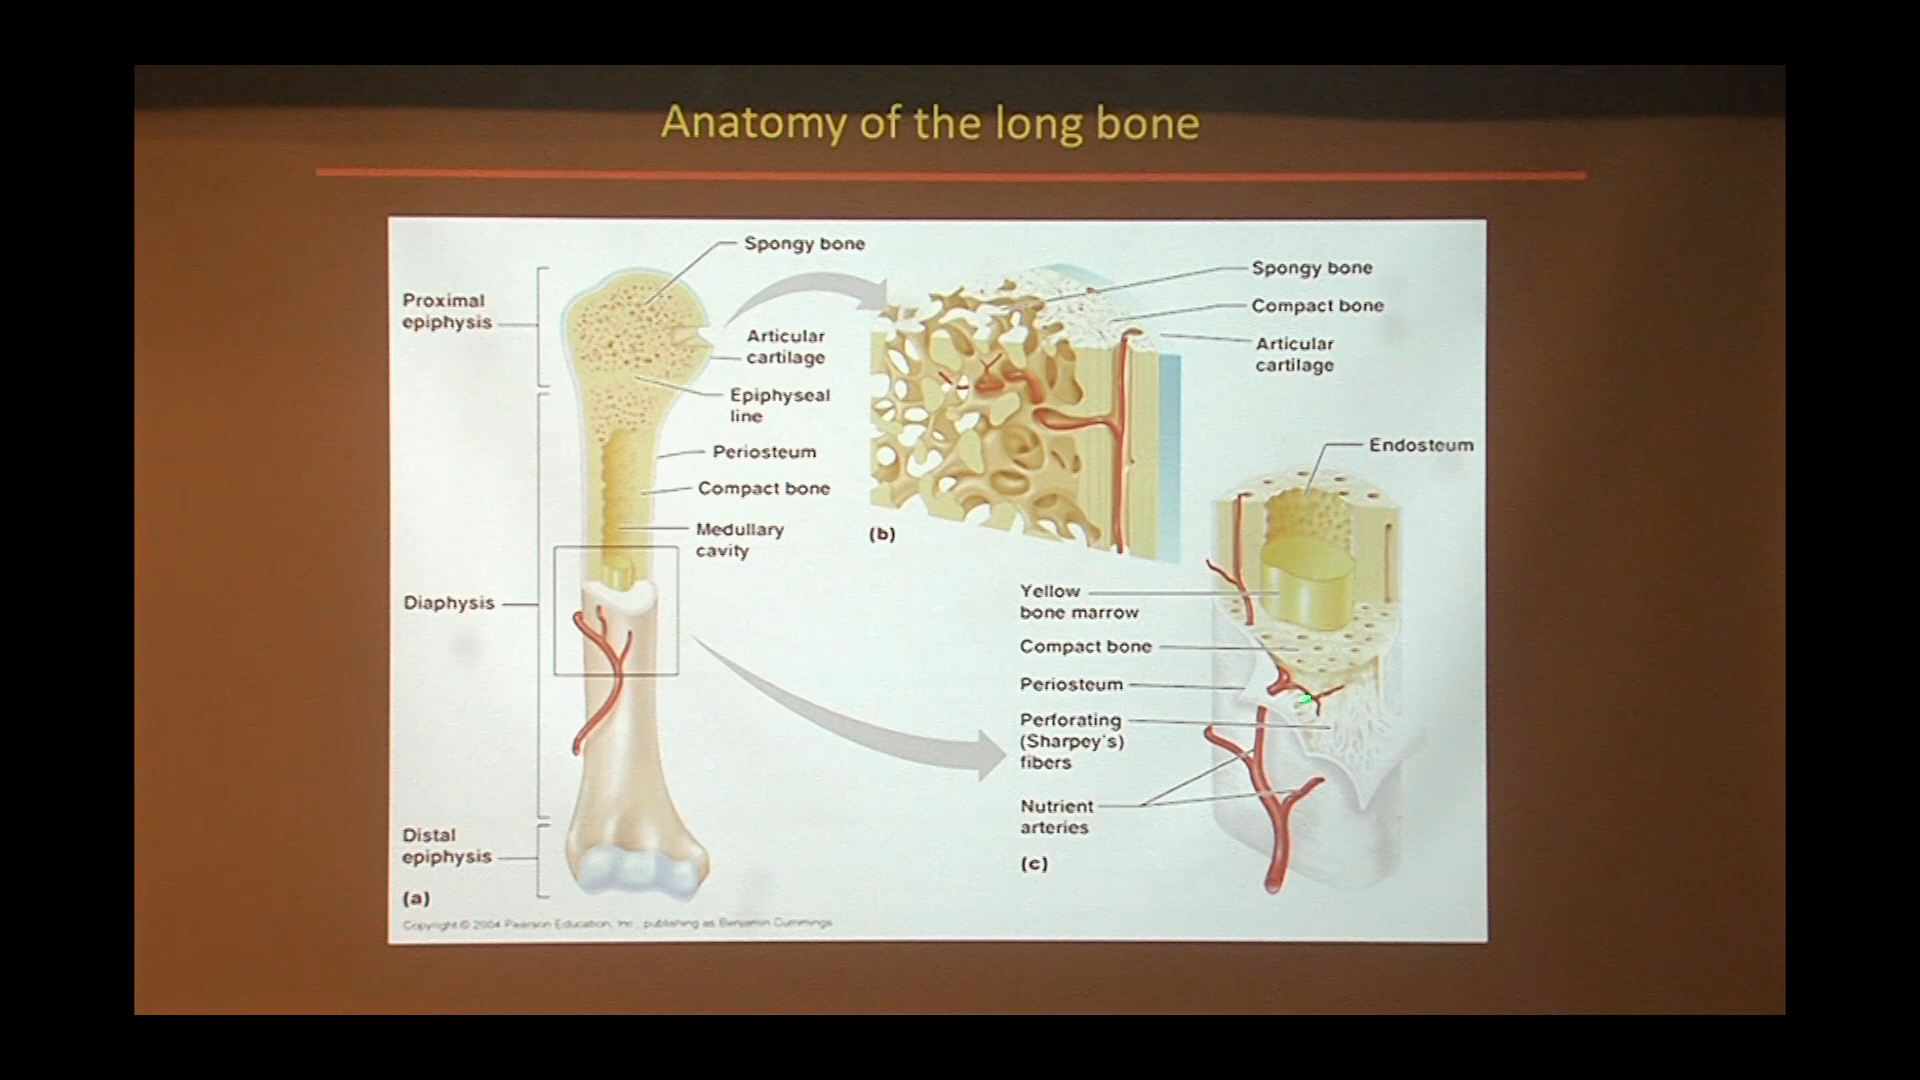 Anatomy of the long bone
Spongy bone
Proximal
epiphysis
Articular
cartilage
Epiphyseal
line
Periosteum
Compact bone
Medullary
cavity
Diaphysis
Distal
epiphysis
(a)
Spongy bone
Compact bone
Articular
cartilage
(b)
Endosteum
Yellow
bone marrow
Compact bone
Periosteum
Perforating
(Sharpey's)
fibers
Nutrient
arteries
(c)
Copyright © 2004 Pearson Education, Inc., publishing as Benjamin Cummings